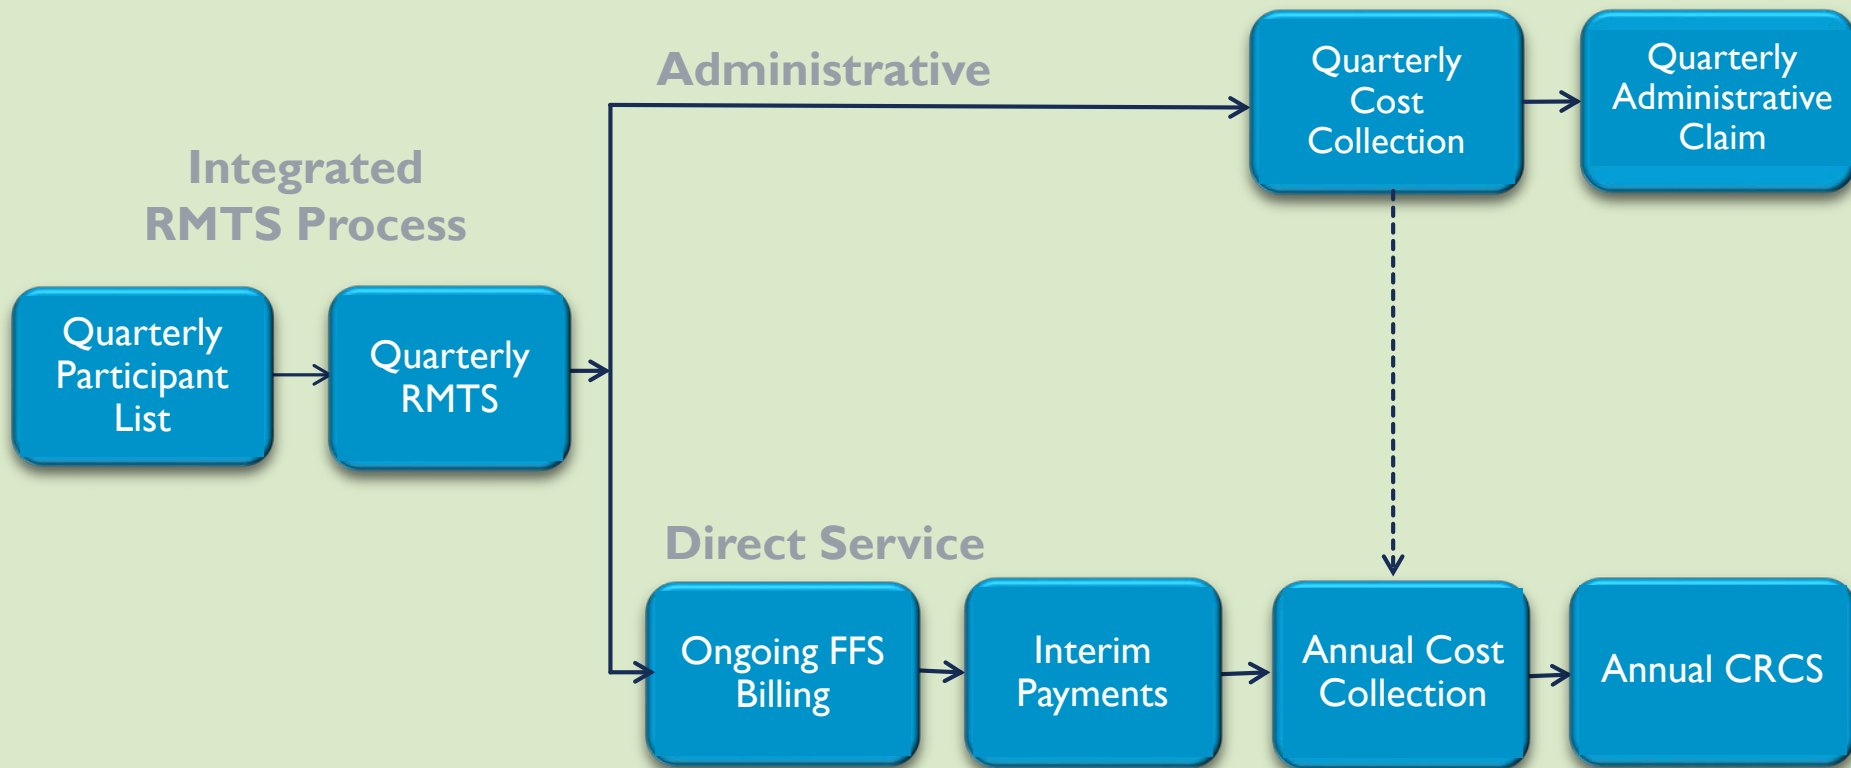 Administrative
Quarterly
Cost
Collection
Quarterly
Administrative
Claim
Integrated
RMTS Process
Quarterly
Participant
List
Quarterly
RMTS
Direct Service
Ongoing FFS
Billing
Interim
Payments
Annual Cost
Collection
Annual CRCS